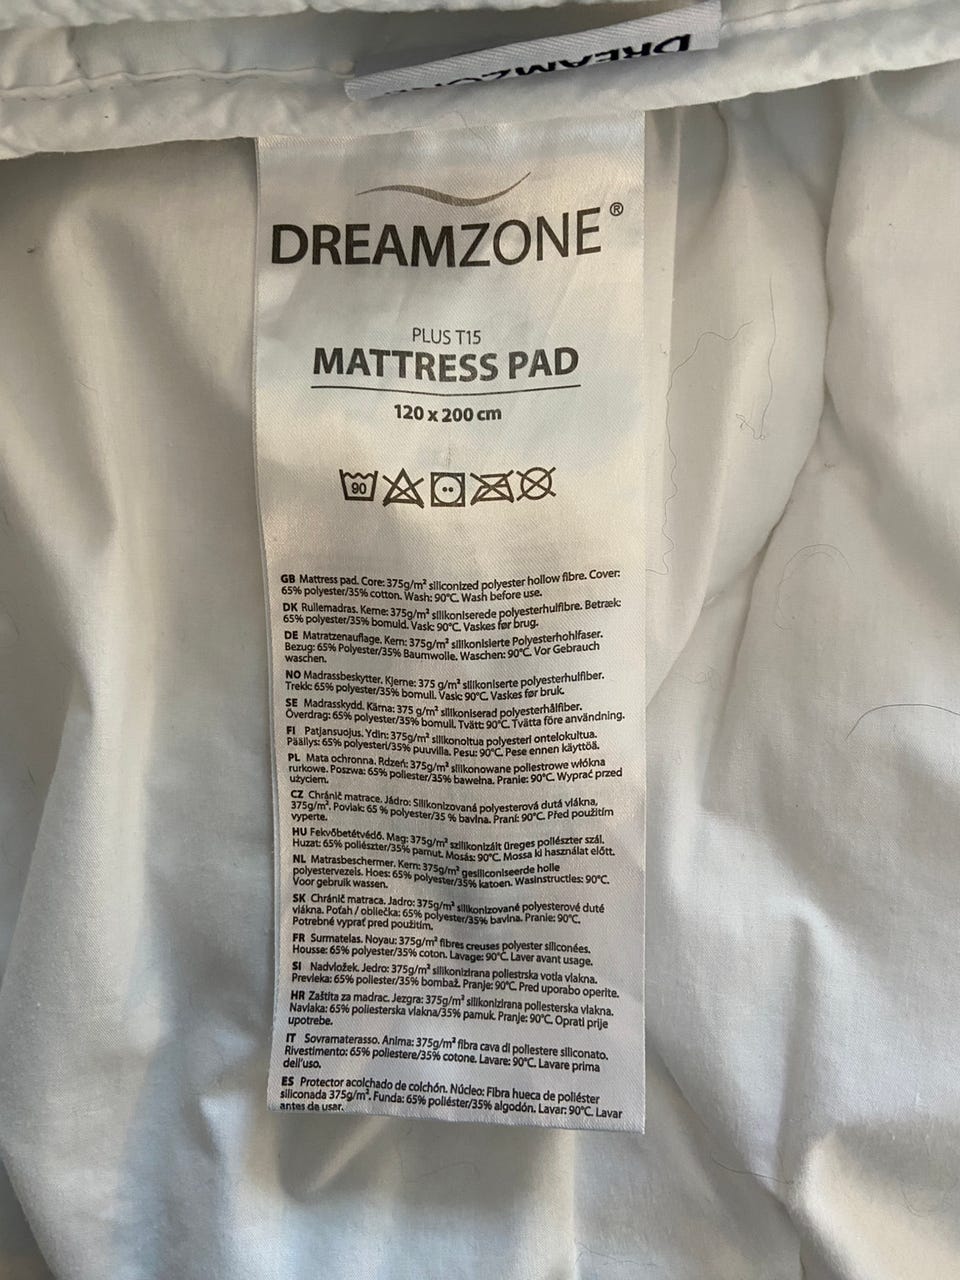 DREAMZONE
DREAMZONE®
PLUS T15
MATTRESS PAD
120 x 200 cm
90
GB Mattress pad. Core: 375g/m² siliconized polyester hollow fibre. Cover:
65% polyester/35% cotton. Wash: 90°C. Wash before use.
DK Rullemadras. Kerne: 375g/m² silikoniserede polyesterhulfibre. Betræk:
65% polyester/35% bomuld. Vask: 90°C. Vaskes før brug.
DE Matratzenauflage. Kern: 375g/m² silikonisierte Polyesterhohlfaser.
Bezug: 65% Polyester/35% Baumwolle. Waschen: 90°C. Vor Gebrauch
waschen.
NO Madrassbeskytter. Kjerne: 375 g/m² silikoniserte polyesterhulfiber.
Trekk: 65% polyester/35% bomull. Vask: 90°C. Vaskes før bruk.
SE Madrasskydd. Kärna: 375 g/m² silikoniserad polyesterhålfiber.
Överdrag: 65% polyester/35% bomull. Tvätt: 90°C. Tvätta före användning.
FI Patjansuojus. Ydin: 375g/m² silikonoitua polyesteri ontelokuitua.
Päällys: 65% polyesteri/35% puuvilla. Pesu: 90°C. Pese ennen käyttöä.
PL Mata ochronna. Rdzeń: 375g/m² silikonowane poliestrowe włókna
rurkowe. Poszwa: 65% poliester/35% bawełna. Pranie: 90°C. Wyprać przed
użyciem.
CZ Chránič matrace. Jádro: Silikonizovaná polyesterová dutá vlákna,
375g/m². Povlak: 65 % polyester/35 % bavlna. Praní: 90°C. Před použitím
vyperte.
HU Fekvőbetétvédő. Mag: 375g/m² szilikonizált üreges poliészter szál.
Huzat: 65% poliészter/35% pamut. Mosás: 90°C. Mossa ki használat előtt.
NL Matrasbeschermer. Kern: 375g/m² gesiliconiseerde holle
polyestervezels. Hoes: 65% polyester/35% katoen. Wasinstructies: 90°C.
Voor gebruik wassen.
SK Chránič matraca. Jadro: 375g/m² silikonizované polyesterové duté
vlákna. Poťah / obliečka: 65% polyester/35% bavlna. Pranie: 90°C.
Potrebné vyprať pred použitím.
FR Surmatelas. Noyau: 375g/m² fibres creuses polyester siliconées.
Housse: 65% polyester/35% coton. Lavage: 90°C. Laver avant usage.
SI Nadvložek. Jedro: 375g/m² silikonizirana poliestrska votla vlakna.
Prevleka: 65% poliester/35% bombaž. Pranje: 90°C. Pred uporabo operite.
HR Zaštita za madrac. Jezgra: 375g/m² silikonizirana poliesterska vlakna.
Navlaka: 65% poliesterska vlakna/35% pamuk. Pranje: 90°C. Oprati prije
upotrebe.
IT Sovramaterasso. Anima: 375g/m² fibra cava di poliestere siliconato.
Rivestimento: 65% poliestere/35% cotone. Lavare: 90°C. Lavare prima
dell'uso.
ES Protector acolchado de colchón. Núcleo: Fibra hueca de poliéster
siliconada 375g/m². Funda: 65% poliéster/35% algodón. Lavar: 90°C. Lavar
antes de usar.